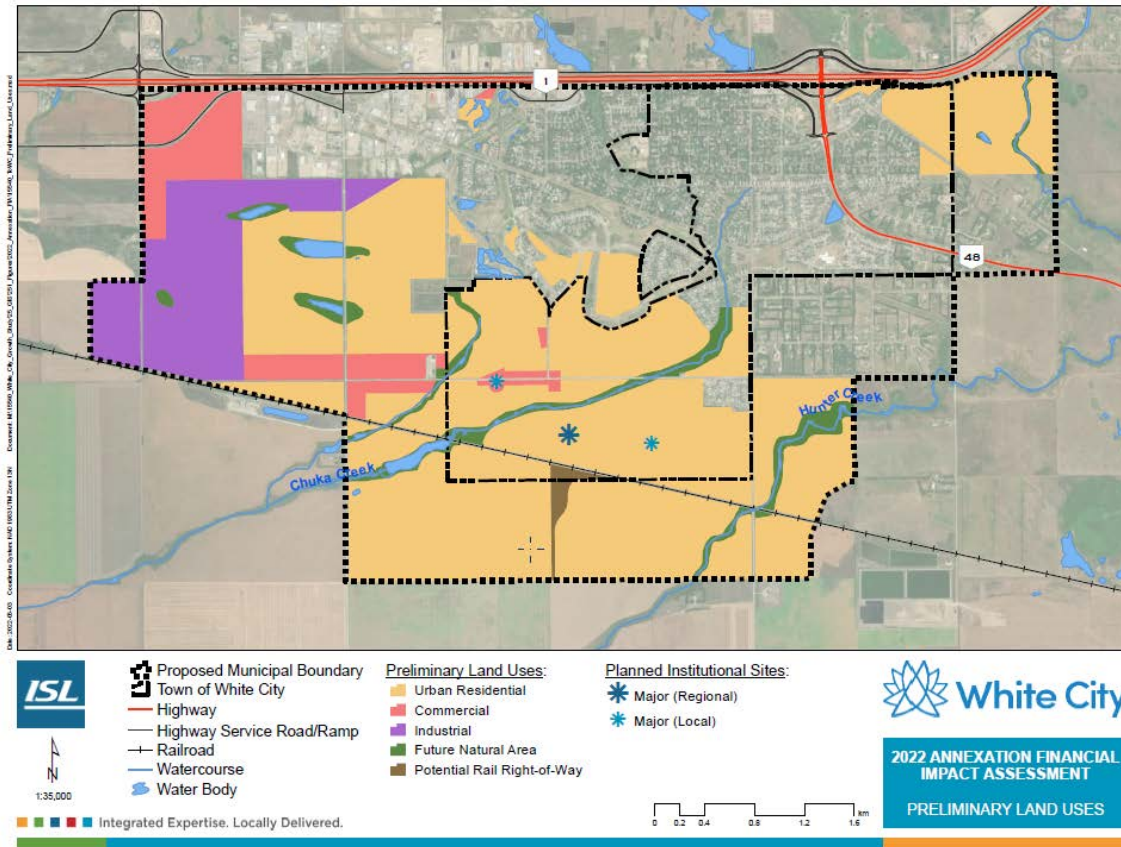 1
48
Hunter Creek
Chuka Creek
ISL
N
1:35,000
Proposed Municipal Boundary
Town of White City
Highway
Highway Service Road/Ramp
Railroad
Watercourse
Water Body
Preliminary Land Uses:
Urban Residential
Commercial
Industrial
Future Natural Area
Potential Rail Right-of-Way
Planned Institutional Sites:
Major (Regional)
Major (Local)
0 0.2 0.4 0.8 1.2 1.6 km
White City
2022 ANNEXATION FINANCIAL
IMPACT ASSESSMENT
PRELIMINARY LAND USES
Integrated Expertise. Locally Delivered.